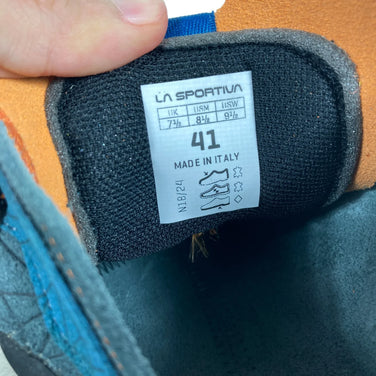 LA SPORTIVA
UK USM USW
7½ 8½ 9½
41
MADE IN ITALY
N18/24